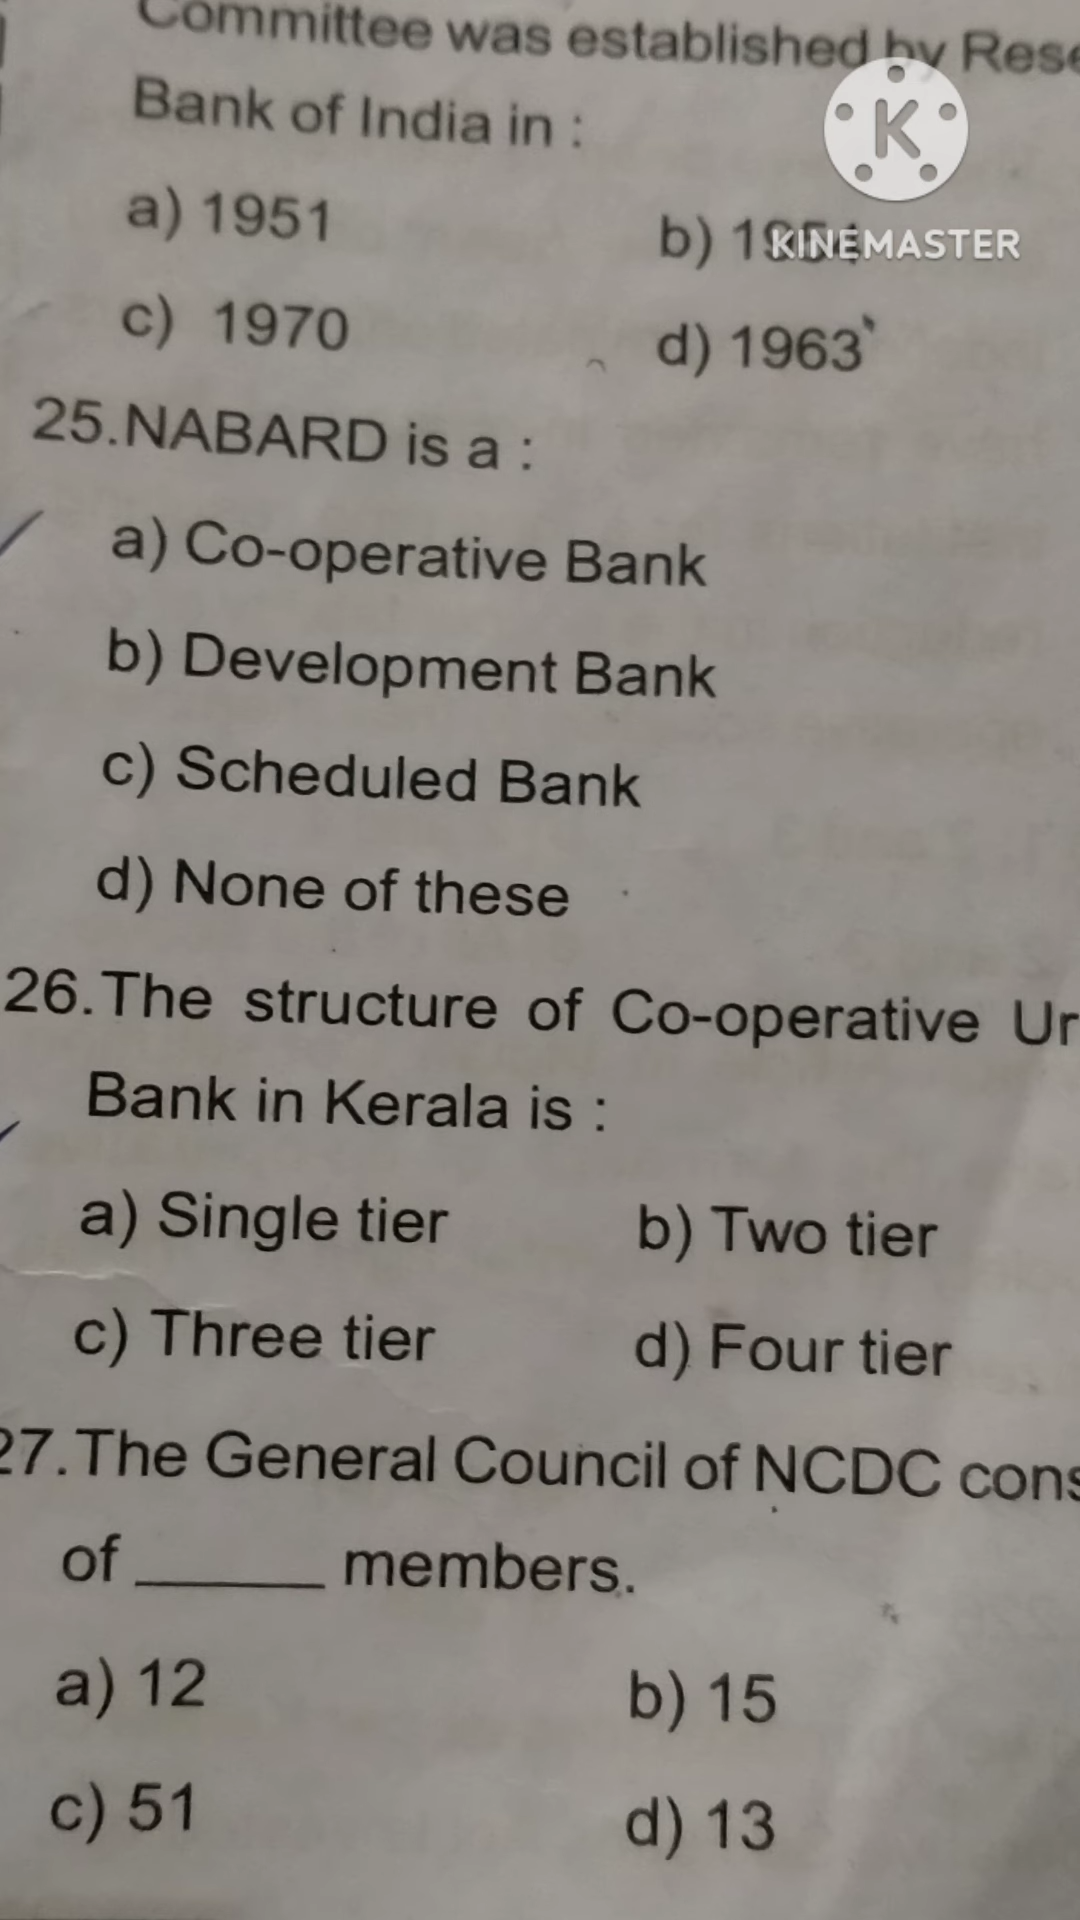 Committee was established by Rese
Bank of India in :
K
KINEMASTER
a) 1951
c) 1970
d) 1963
25.NABARD is a :
a) Co-operative Bank
b) Development Bank
c) Scheduled Bank
d) None of these
26.The structure of Co-operative Ur
Bank in Kerala is :
a) Single tier b) Two tier
c) Three tier d) Four tier
27.The General Council of NCDC cons
of ______ members.
a) 12 b) 15
c) 51 d) 13